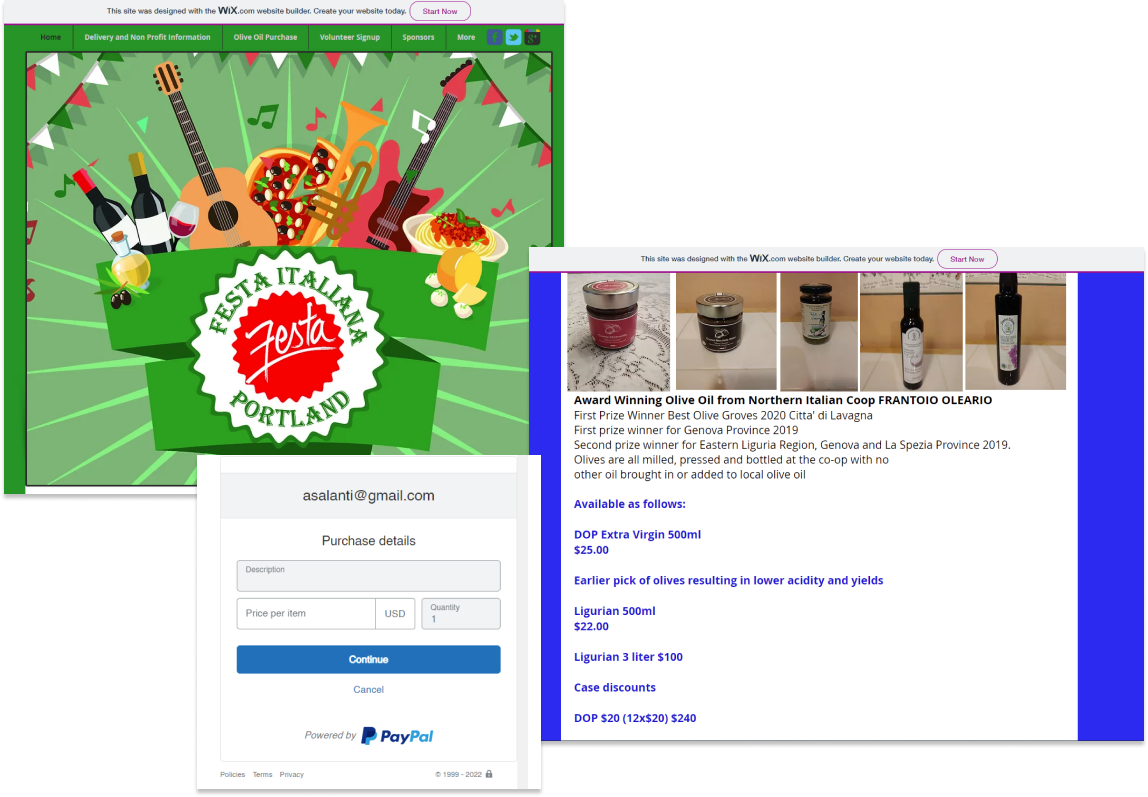 This site was designed with the WiX.com website builder. Create your website today. Start Now
Home Delivery and Non Profit Information Olive Oil Purchase Volunteer Signup Sponsors More
FESTA ITALIANA
Festa
PORTLAND
This site was designed with the WiX.com website builder. Create your website today. Start Now
Award Winning Olive Oil from Northern Italian Coop FRANTOIO OLEARIO
First Prize Winner Best Olive Groves 2020 Citta' di Lavagna
First prize winner for Genova Province 2019
Second prize winner for Eastern Liguria Region, Genova and La Spezia Province 2019.
Olives are all milled, pressed and bottled at the co-op with no
other oil brought in or added to local olive oil
Available as follows:
DOP Extra Virgin 500ml
$25.00
Earlier pick of olives resulting in lower acidity and yields
Ligurian 500ml
$22.00
Ligurian 3 liter $100
Case discounts
DOP $20 (12x$20) $240
asalanti@gmail.com
Purchase details
Description
Price per item USD Quantity
1
Continue
Cancel
Powered by PayPal
Policies Terms Privacy © 1999 - 2022